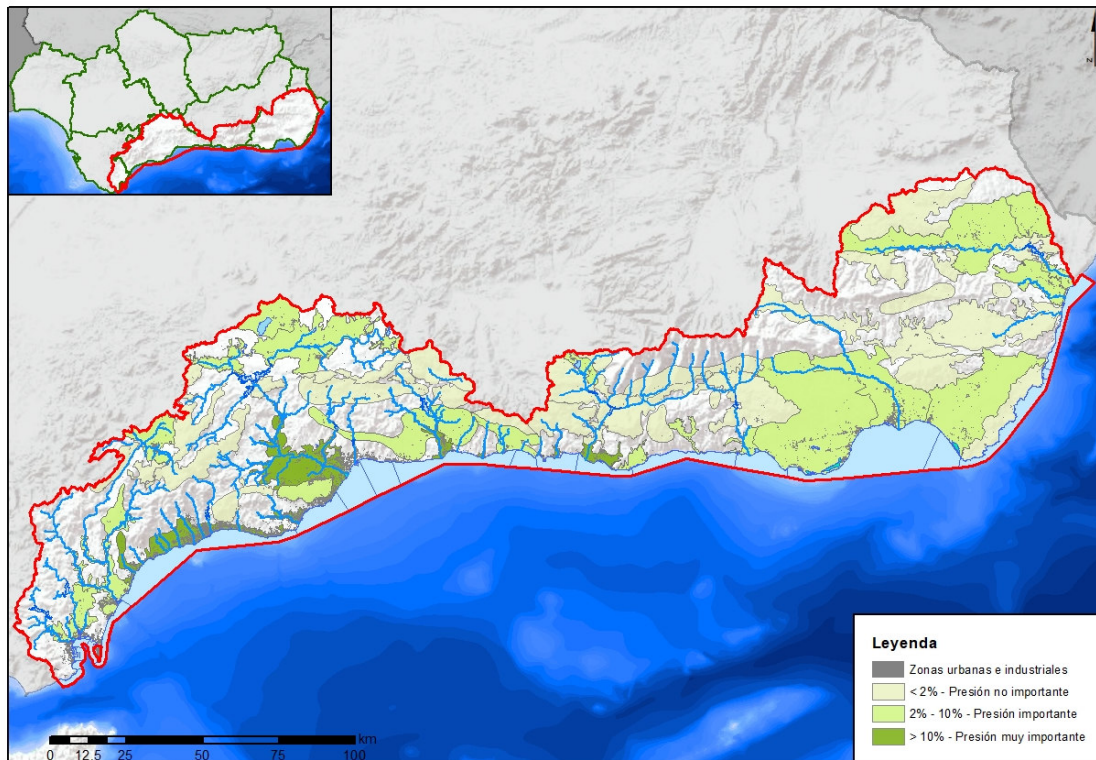 N
Leyenda
Zonas urbanas e industriales
< 2% - Presión no importante
2% - 10% - Presión importante
> 10% - Presión muy importante
km
0 12.5 25 50 75 100